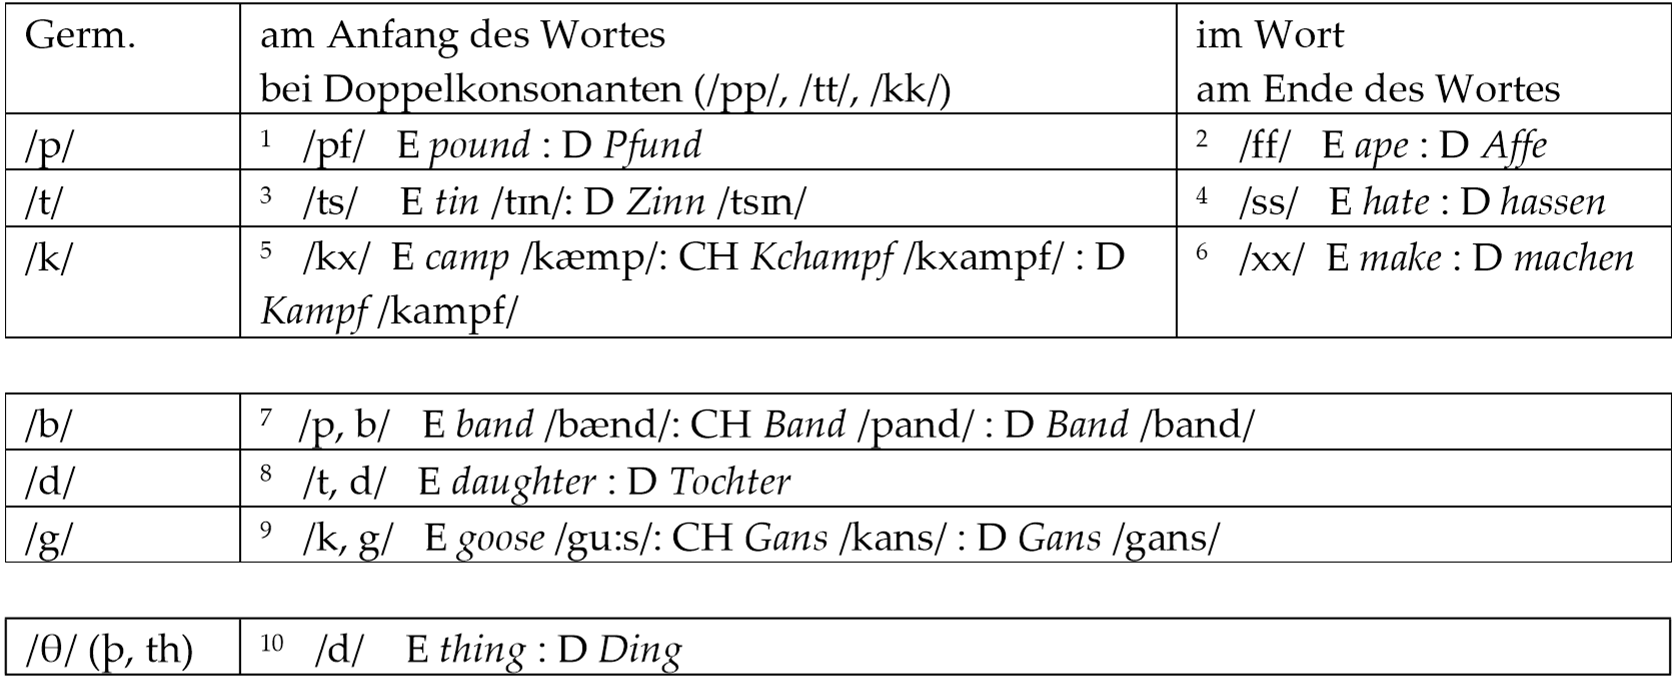 Germ. am Anfang des Wortes im Wort
bei Doppelkonsonanten (/pp/, /tt/, /kk/) am Ende des Wortes
/p/ ¹ /pf/ E pound : D Pfund ² /ff/ E ape : D Affe
/t/ ³ /ts/ E tin /tɪn/: D Zinn /tsɪn/ ⁴ /ss/ E hate : D hassen
/k/ ⁵ /kx/ E camp /kæmp/: CH Kchampf /kxampf/ : D ⁶ /xx/ E make : D machen
Kampf /kampf/
/b/ ⁷ /p, b/ E band /bænd/: CH Band /pand/ : D Band /band/
/d/ ⁸ /t, d/ E daughter : D Tochter
/g/ ⁹ /k, g/ E goose /gu:s/: CH Gans /kans/ : D Gans /gans/
/θ/ (þ, th) ¹⁰ /d/ E thing : D Ding